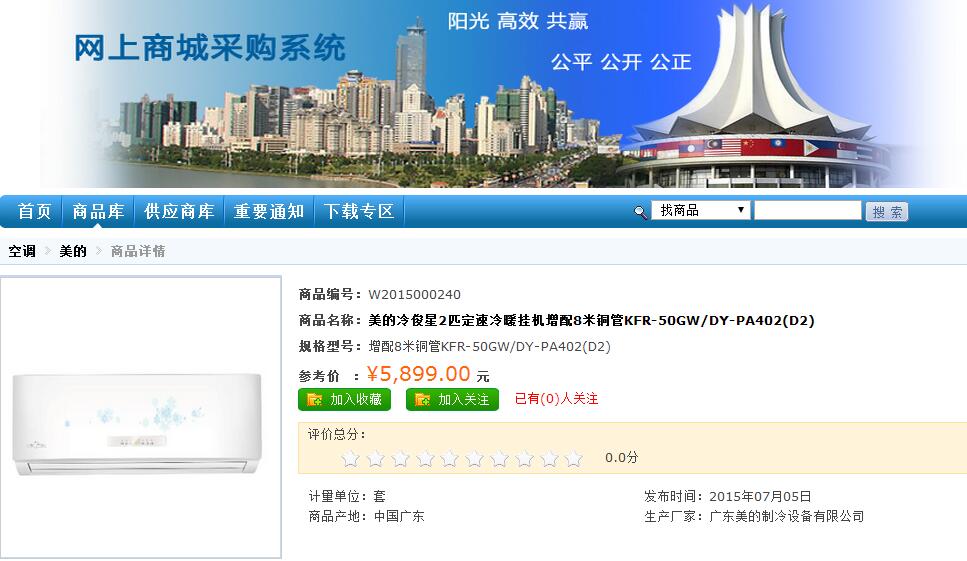 阳光 高效 共赢
网上商城采购系统
公平 公开 公正
首页 商品库 供应商库 重要通知 下载专区 找商品 搜 索
空调 美的 商品详情
商品编号： W2015000240
商品名称： 美的冷俊星2匹定速冷暖挂机增配8米铜管KFR-50GW/DY-PA402(D2)
规格型号： 增配8米铜管KFR-50GW/DY-PA402(D2)
参考价 ： ¥5,899.00 元
加入收藏 加入关注 已有(0)人关注
评价总分：
0.0分
计量单位： 套 发布时间： 2015年07月05日
商品产地： 中国广东 生产厂家： 广东美的制冷设备有限公司